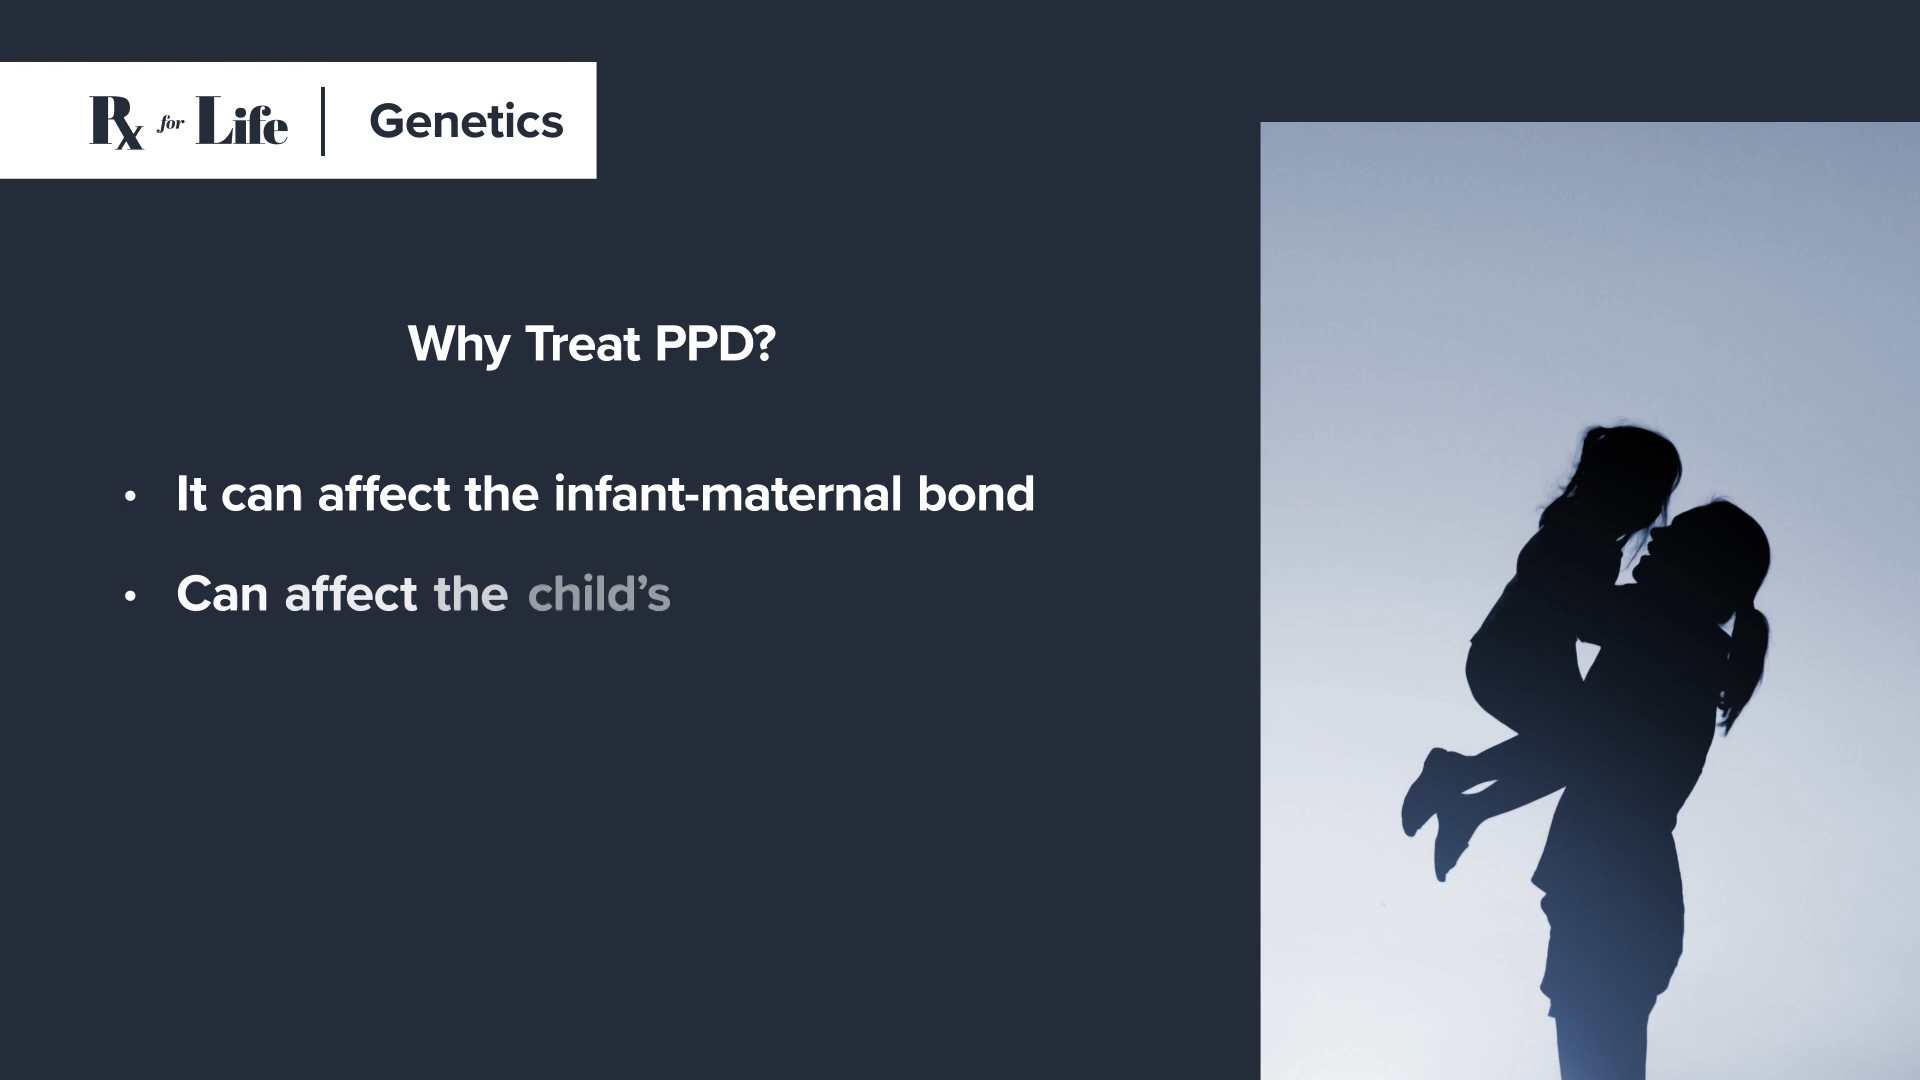 Rx for Life | Genetics
Why Treat PPD?
• It can affect the infant-maternal bond
• Can affect the child’s